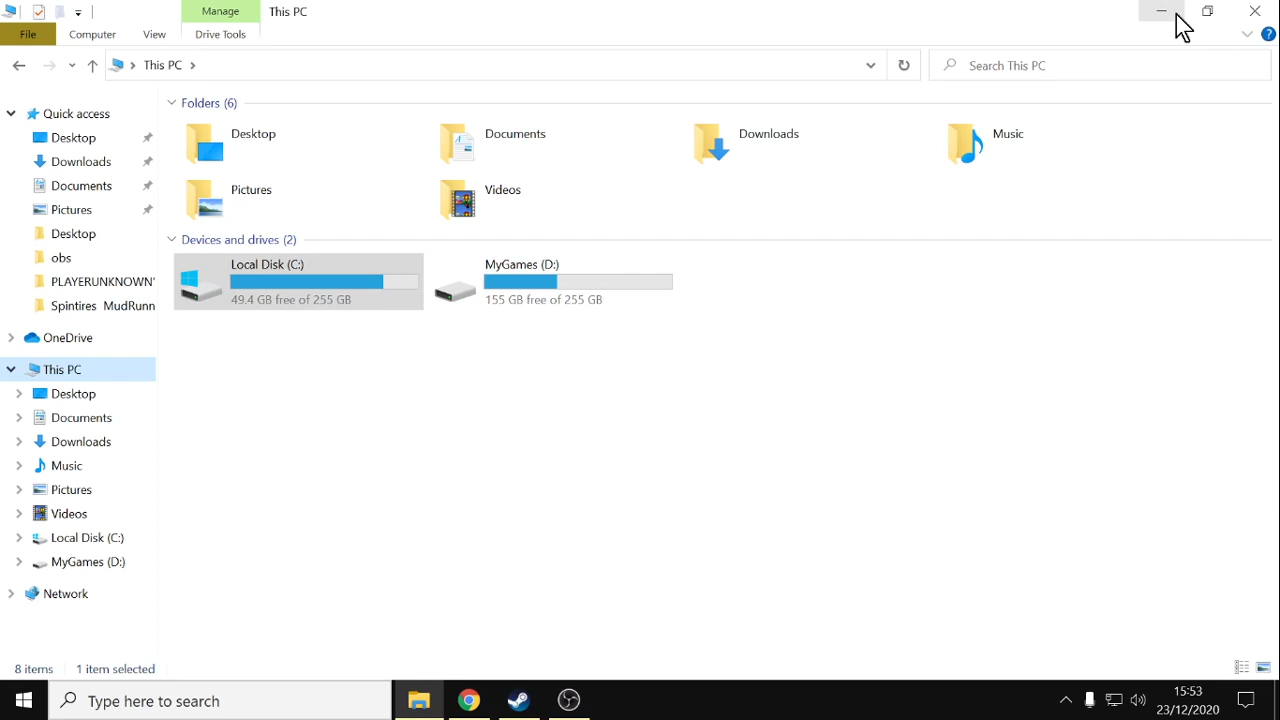 Manage
This PC
File
Computer
View
Drive Tools
This PC
Search This PC
Quick access
Desktop
Downloads
Documents
Pictures
Desktop
obs
PLAYERUNKNOWN'
Spintires MudRunn
OneDrive
This PC
Desktop
Documents
Downloads
Music
Pictures
Videos
Local Disk (C:)
MyGames (D:)
Network
Folders (6)
Desktop
Documents
Downloads
Music
Pictures
Videos
Devices and drives (2)
Local Disk (C:)
49.4 GB free of 255 GB
MyGames (D:)
155 GB free of 255 GB
8 items
1 item selected
Type here to search
15:53
23/12/2020